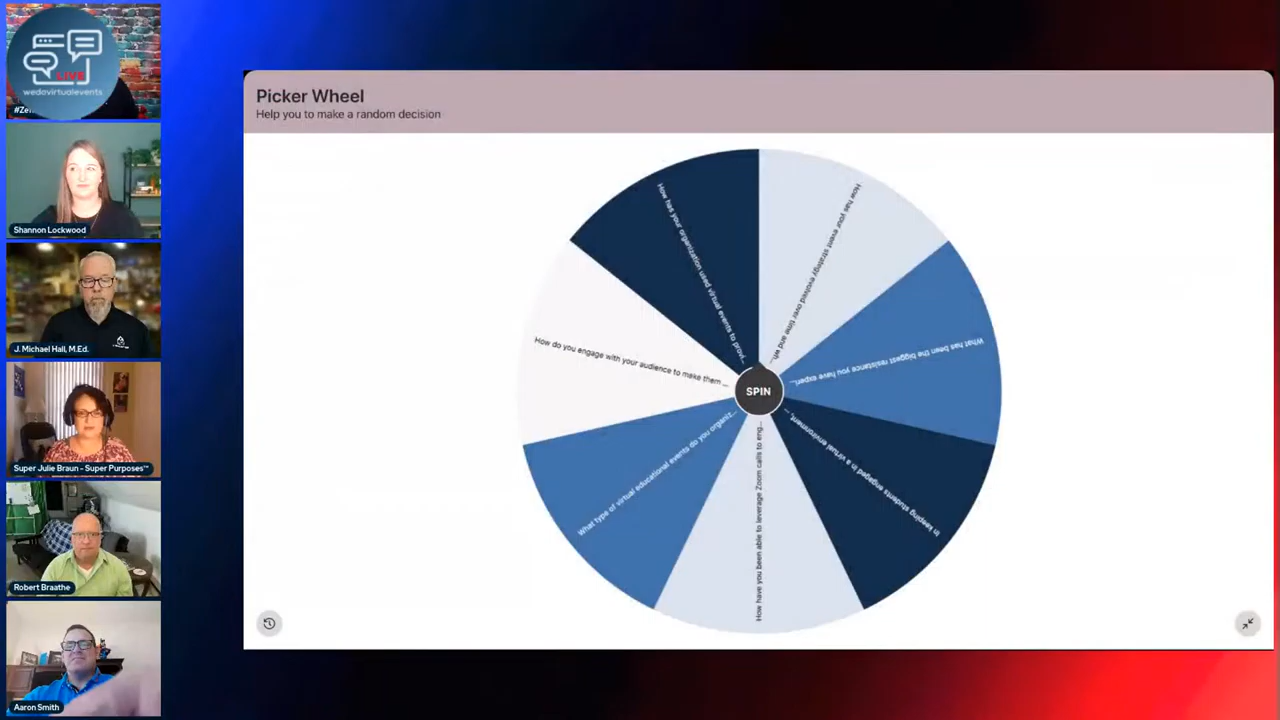 LIVE
wedovirtualevents
#Zen
Shannon Lockwood
J. Michael Hall, M.Ed.
Super Julie Braun - Super Purposes™
Robert Braathe
Aaron Smith
Picker Wheel
Help you to make a random decision
How has your event strategy evolved over time and wh...
What has been the biggest resistance have you experi...
In keeping students engaged in a virtual environment, ...
How have you been able to leverage Zoom calls to eng...
What type of virtual educational events do you organiz...
How do you engage with your audience to make them ...
How has your organization used virtual events to provi...
SPIN